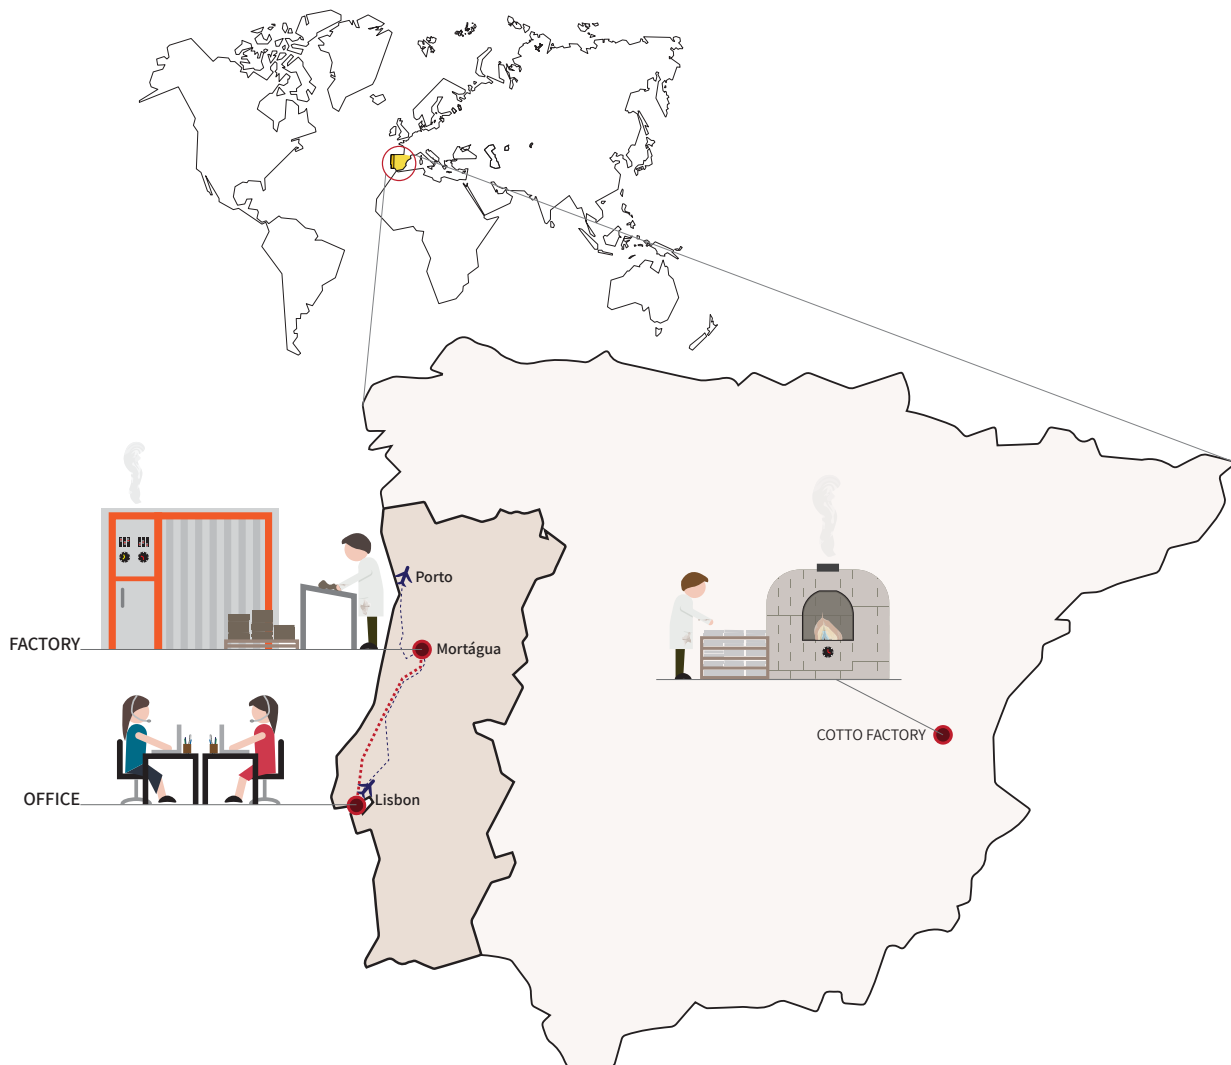 Porto
FACTORY
Mortágua
COTTO FACTORY
OFFICE
Lisbon